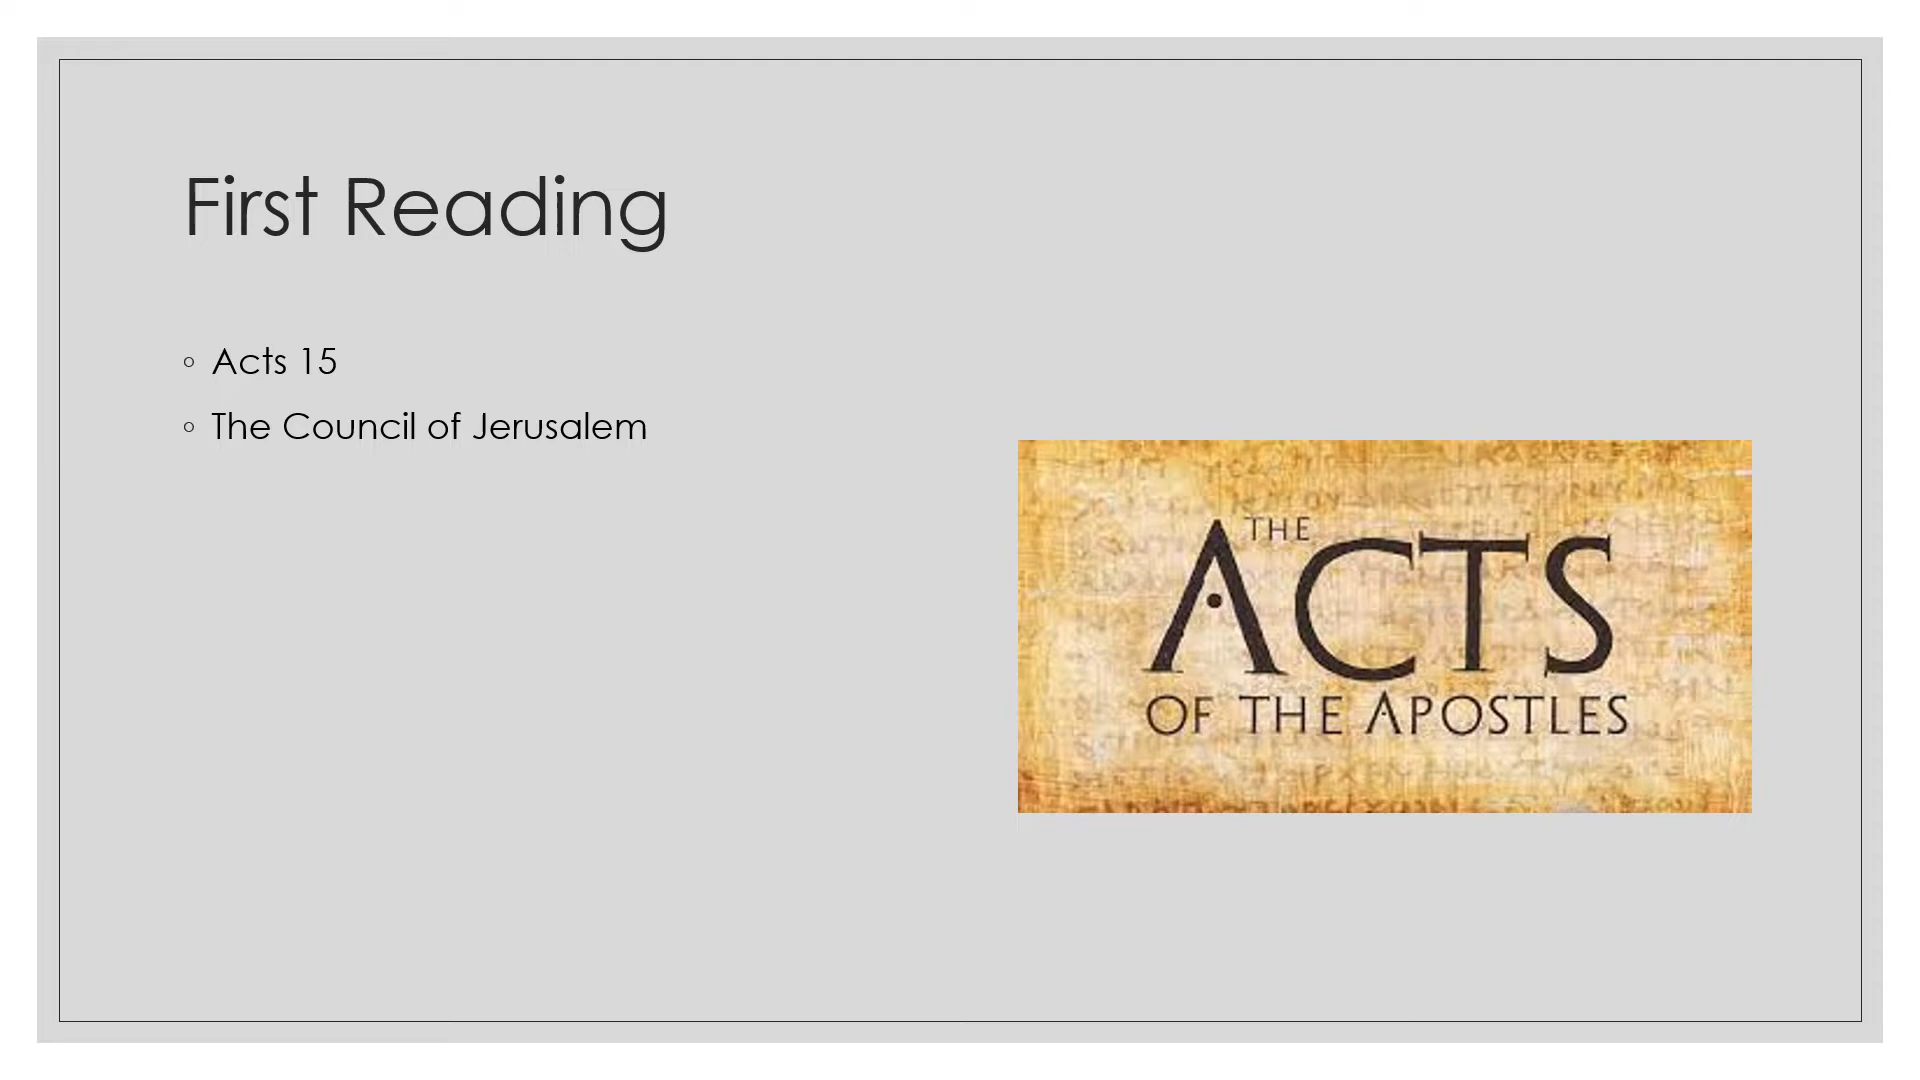 First Reading
Acts 15
The Council of Jerusalem
THE
ACTS
OF THE APOSTLES